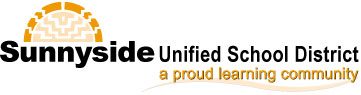 Sunnyside Unified School District
a proud learning community